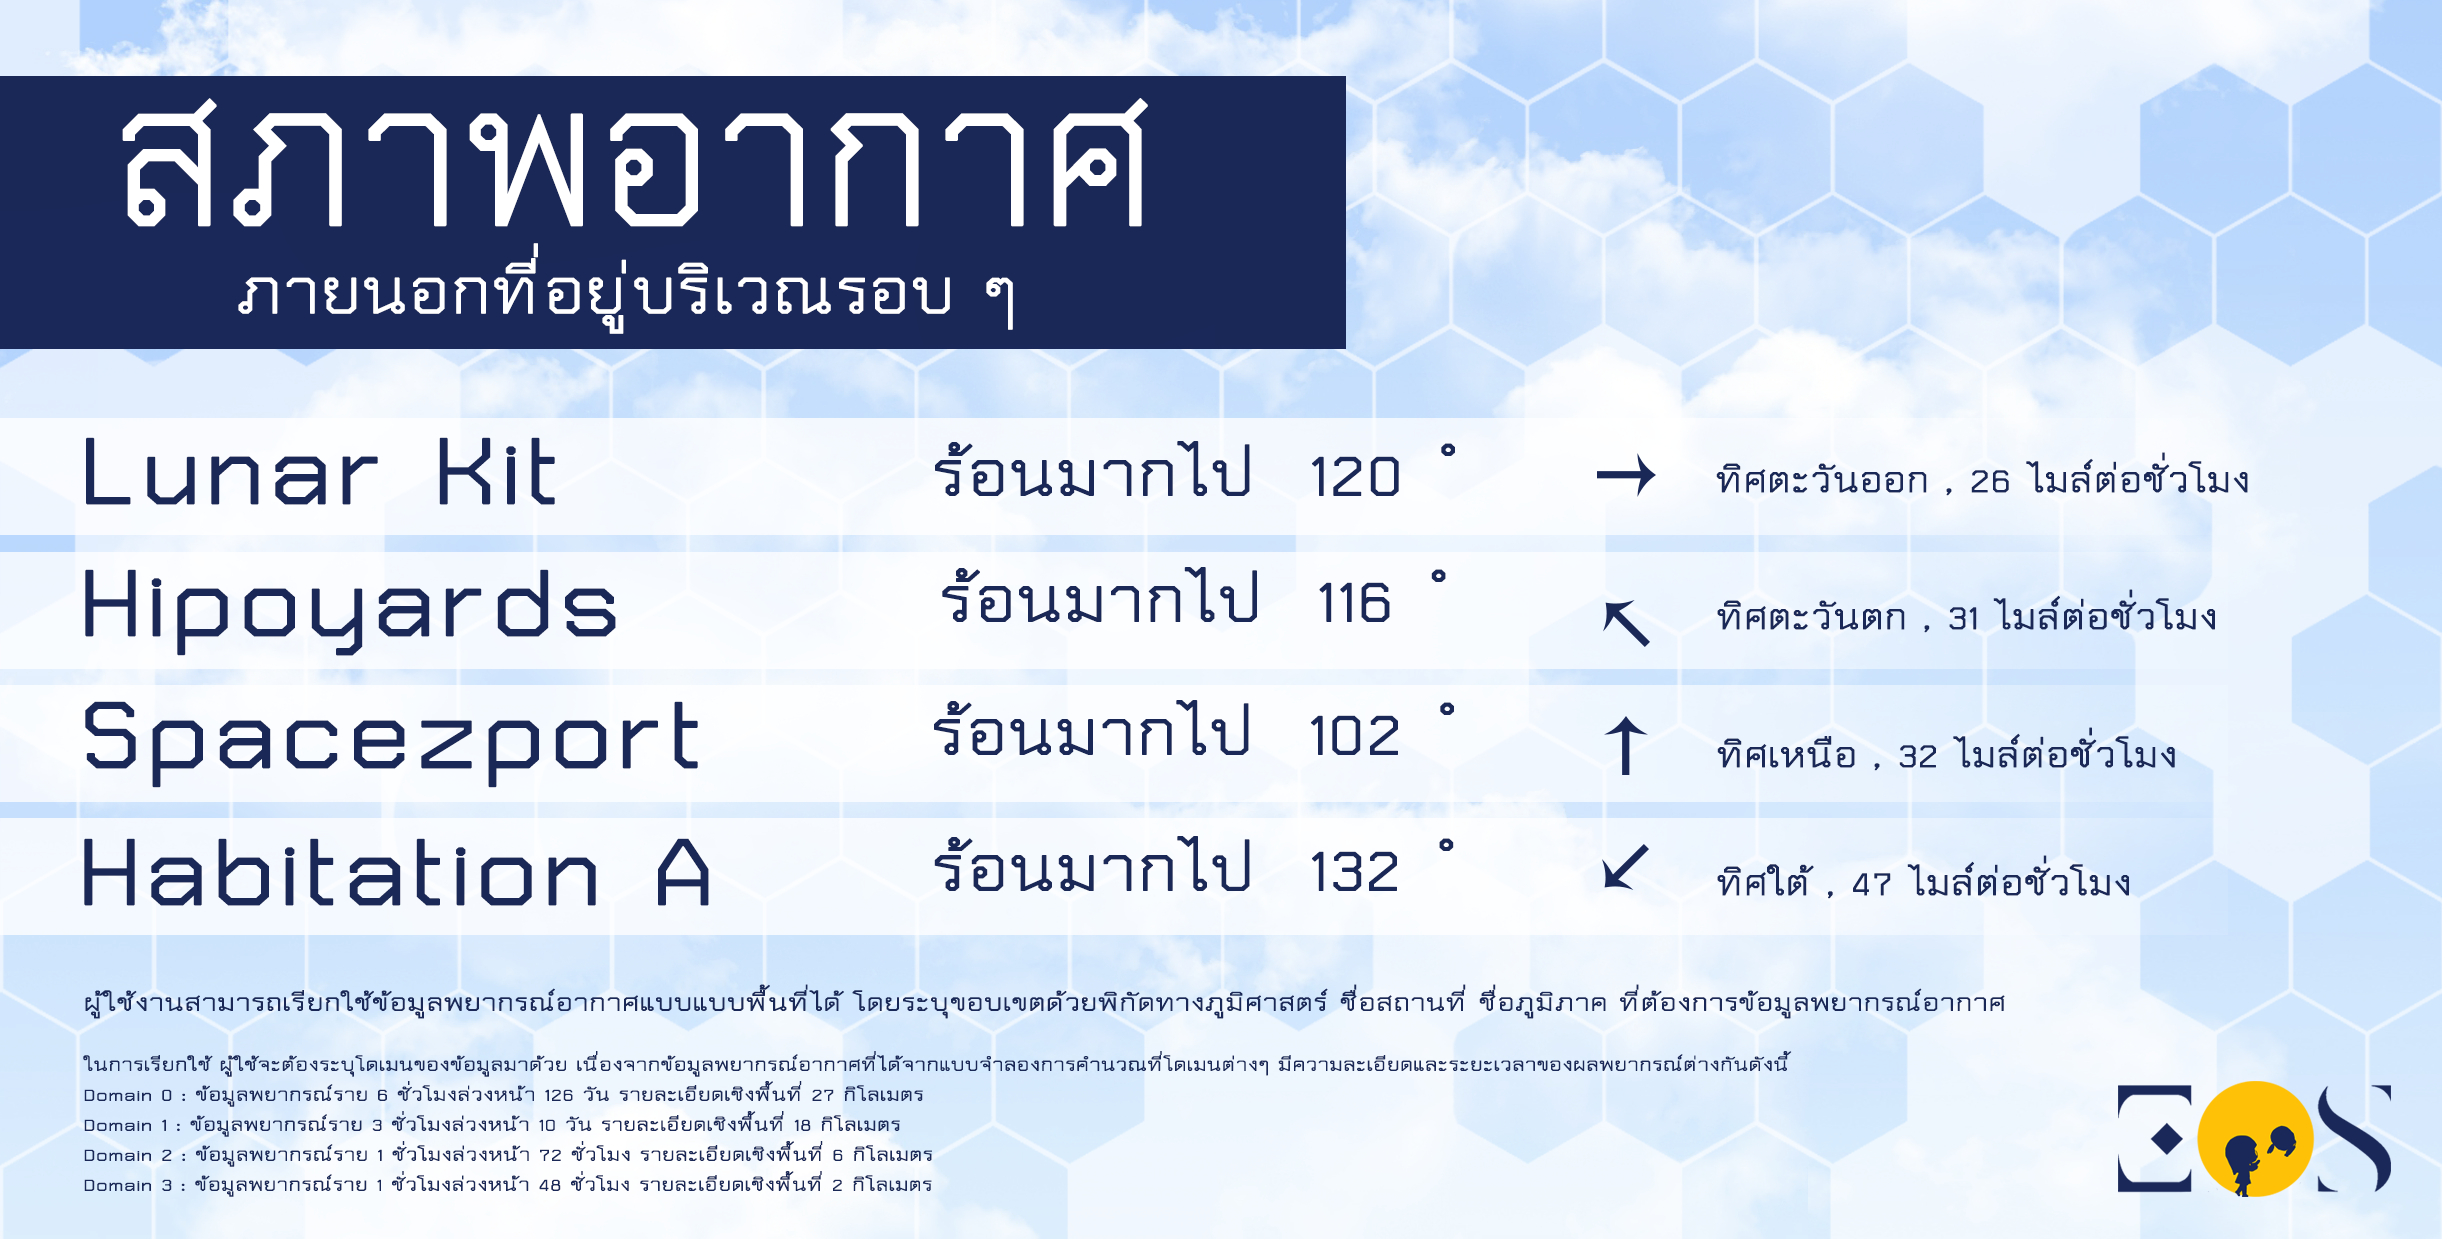 สภาพอากาศ
ภายนอกที่อยู่บริเวณรอบ ๆ
Lunar Kit ร้อนมากไป 120 ° → ทิศตะวันออก , 26 ไมล์ต่อชั่วโมง
Hipoyards ร้อนมากไป 116 ° ↖ ทิศตะวันตก , 31 ไมล์ต่อชั่วโมง
Spacezport ร้อนมากไป 102 ° ↑ ทิศเหนือ , 32 ไมล์ต่อชั่วโมง
Habitation A ร้อนมากไป 132 ° ↙ ทิศใต้ , 47 ไมล์ต่อชั่วโมง
ผู้ใช้งานสามารถเรียกใช้ข้อมูลพยากรณ์อากาศแบบแบบพื้นที่ได้ โดยระบุขอบเขตด้วยพิกัดทางภูมิศาสตร์ ชื่อสถานที่ ชื่อภูมิภาค ที่ต้องการข้อมูลพยากรณ์อากาศ
ในการเรียกใช้ ผู้ใช้จะต้องระบุโดเมนของข้อมูลมาด้วย เนื่องจากข้อมูลพยากรณ์อากาศที่ได้จากแบบจำลองการคำนวณที่โดเมนต่างๆ มีความละเอียดและระยะเวลาของผลพยากรณ์ต่างกันดังนี้
Domain 0 : ข้อมูลพยากรณ์ราย 6 ชั่วโมงล่วงหน้า 126 วัน รายละเอียดเชิงพื้นที่ 27 กิโลเมตร
Domain 1 : ข้อมูลพยากรณ์ราย 3 ชั่วโมงล่วงหน้า 10 วัน รายละเอียดเชิงพื้นที่ 18 กิโลเมตร
Domain 2 : ข้อมูลพยากรณ์ราย 1 ชั่วโมงล่วงหน้า 72 ชั่วโมง รายละเอียดเชิงพื้นที่ 6 กิโลเมตร
Domain 3 : ข้อมูลพยากรณ์ราย 1 ชั่วโมงล่วงหน้า 48 ชั่วโมง รายละเอียดเชิงพื้นที่ 2 กิโลเมตร
EOS